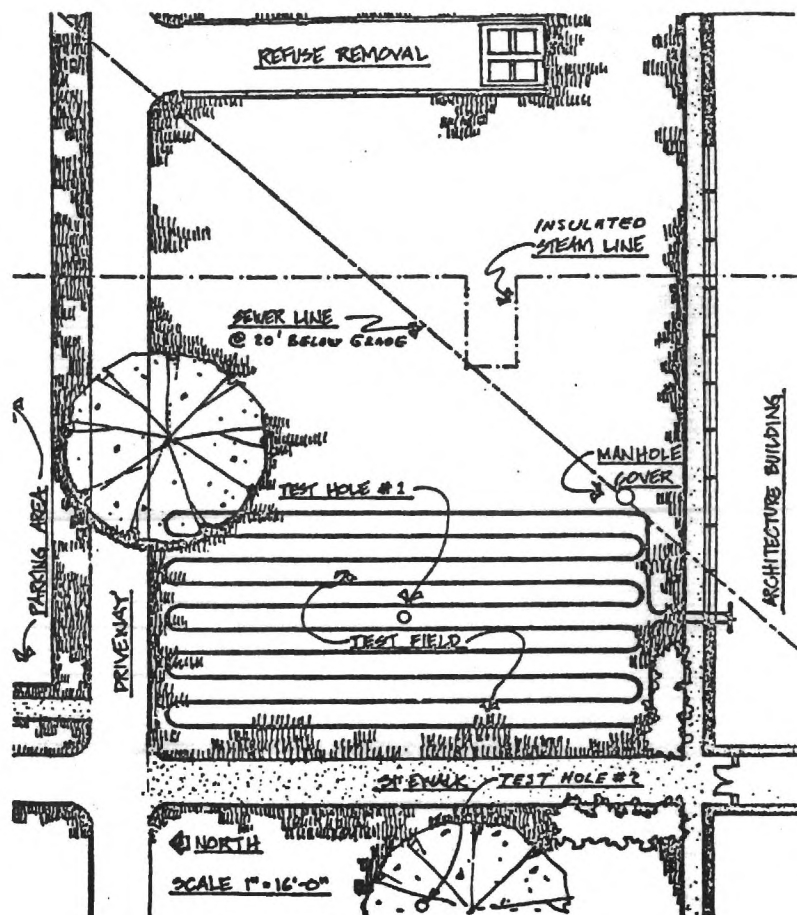 REFUSE REMOVAL
INSULATED
STEAM LINE
SEWER LINE
@ 20' BELOW GRADE
MANHOLE
COVER
TEST HOLE #1
ARCHITECTURE BUILDING
PARKING AREA
DRIVEWAY
TEST FIELD
SIDEWALK
TEST HOLE #2
NORTH
SCALE 1"=16'-0"